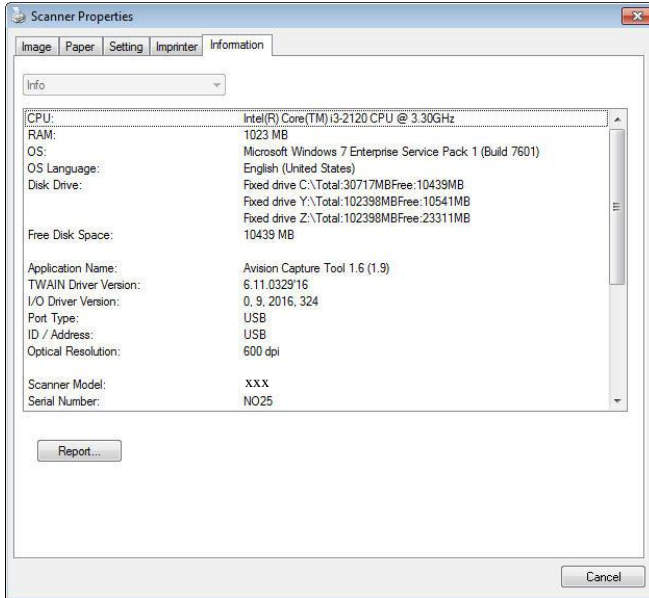 Scanner Properties
Image Paper Setting Imprinter Information
Info
CPU: Intel(R) Core(TM) i3-2120 CPU @ 3.30GHz
RAM: 1023 MB
OS: Microsoft Windows 7 Enterprise Service Pack 1 (Build 7601)
OS Language: English (United States)
Disk Drive: Fixed drive C:\Total:30717MBFree:10439MB
Fixed drive Y:\Total:102398MBFree:10541MB
Fixed drive Z:\Total:102398MBFree:23311MB
Free Disk Space: 10439 MB
Application Name: Avision Capture Tool 1.6 (1.9)
TWAIN Driver Version: 6.11.0329'16
I/O Driver Version: 0, 9, 2016, 324
Port Type: USB
ID / Address: USB
Optical Resolution: 600 dpi
Scanner Model: XXX
Serial Number: NO25
Report...
Cancel